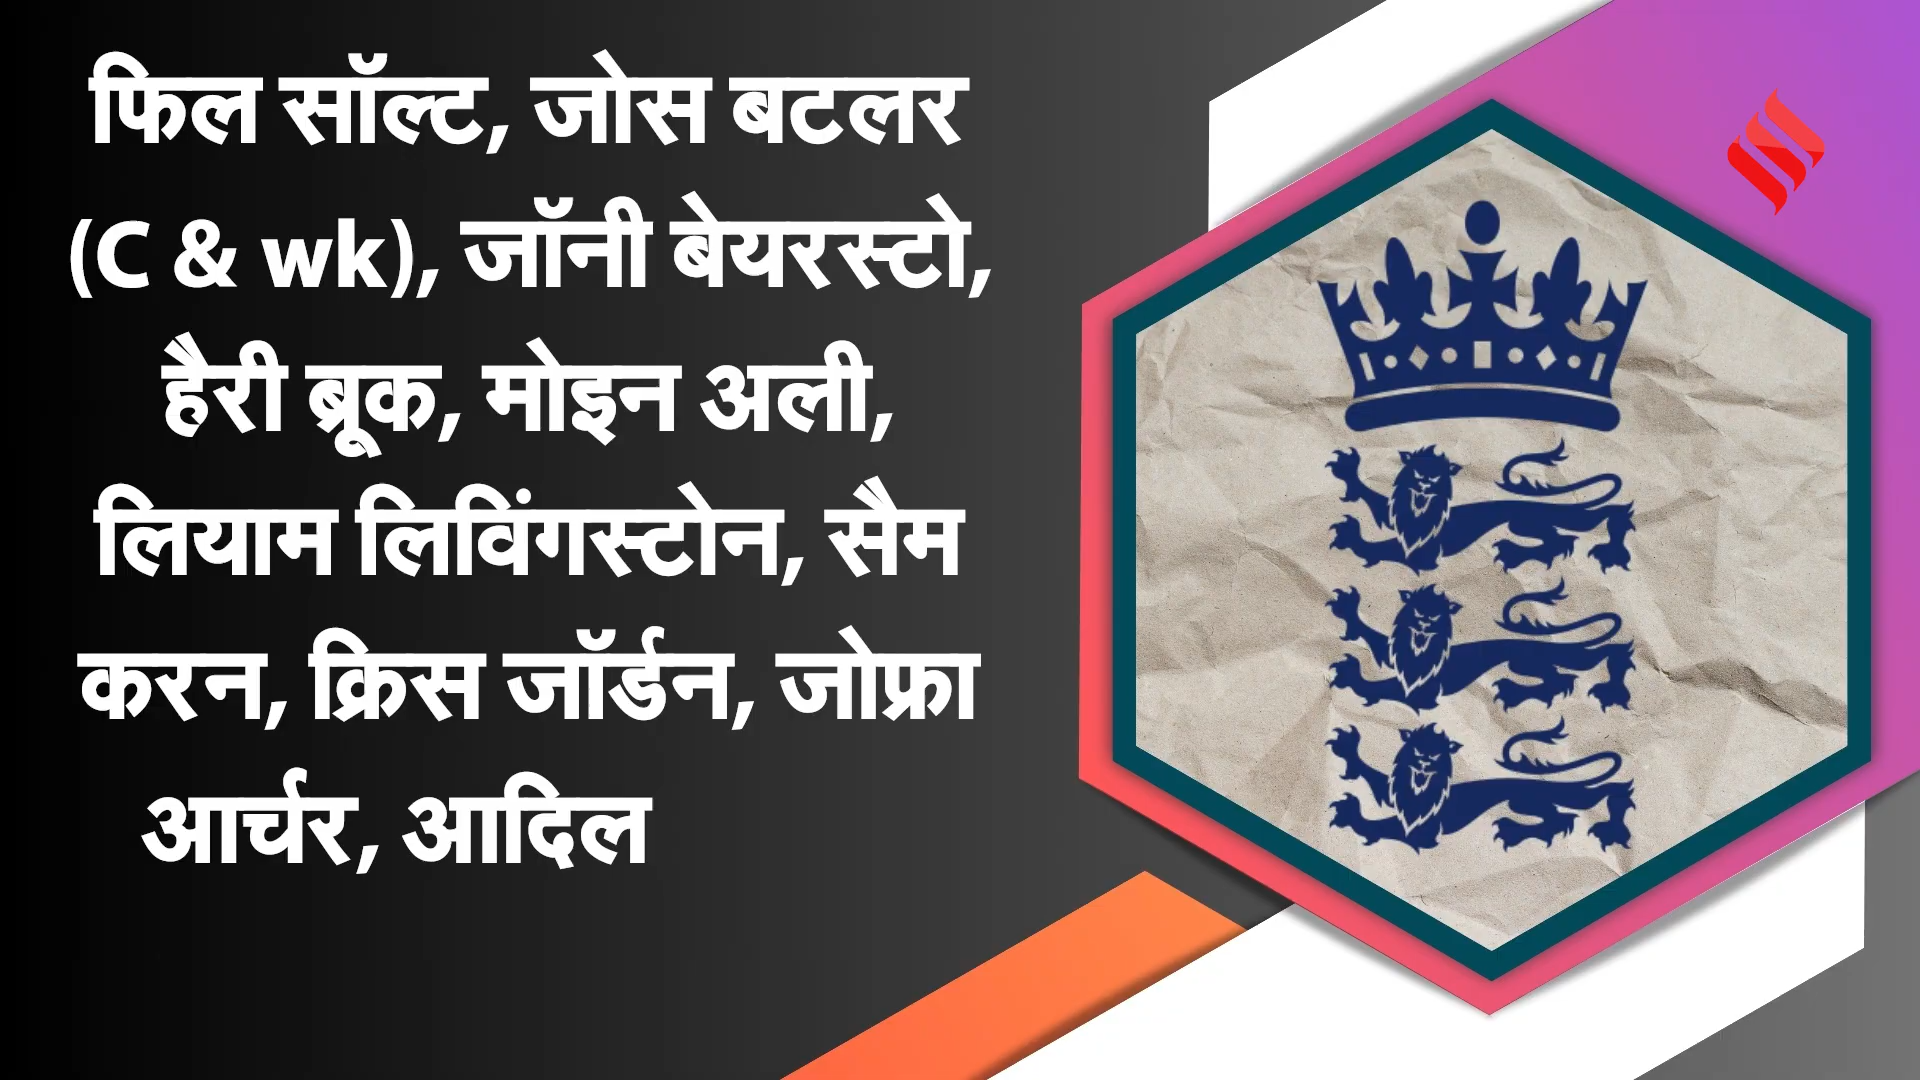 फिल सॉल्ट, जोस बटलर
(C & wk), जॉनी बेयरस्टो,
हैरी ब्रूक, मोइन अली,
लियाम लिविंगस्टोन, सैम
करन, क्रिस जॉर्डन, जोफ्रा
आर्चर, आदिल